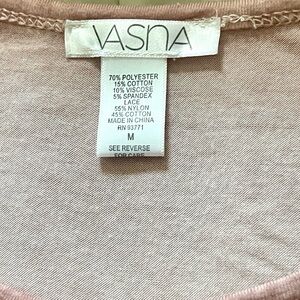 VASNA
70% POLYESTER
15% COTTON
10% VISCOSE
5% SPANDEX
LACE
55% NYLON
45% COTTON
MADE IN CHINA
RN 93771
M
SEE REVERSE
FOR CARE